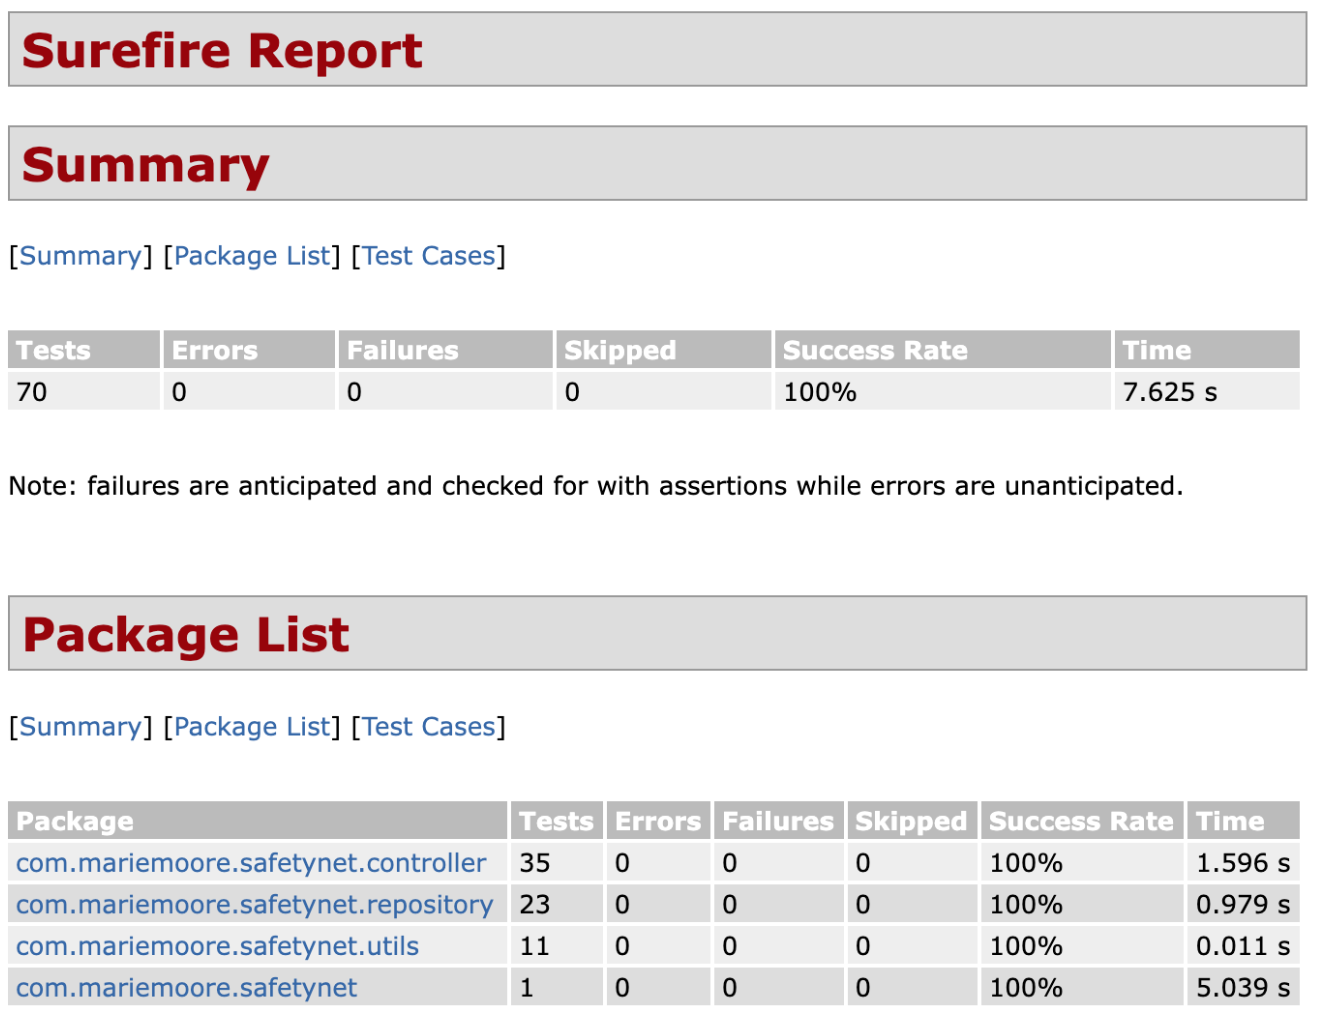 Surefire Report
Summary
[Summary] [Package List] [Test Cases]
Tests Errors Failures Skipped Success Rate Time
70 0 0 0 100% 7.625 s
Note: failures are anticipated and checked for with assertions while errors are unanticipated.
Package List
[Summary] [Package List] [Test Cases]
Package Tests Errors Failures Skipped Success Rate Time
com.mariemoore.safetynet.controller 35 0 0 0 100% 1.596 s
com.mariemoore.safetynet.repository 23 0 0 0 100% 0.979 s
com.mariemoore.safetynet.utils 11 0 0 0 100% 0.011 s
com.mariemoore.safetynet 1 0 0 0 100% 5.039 s